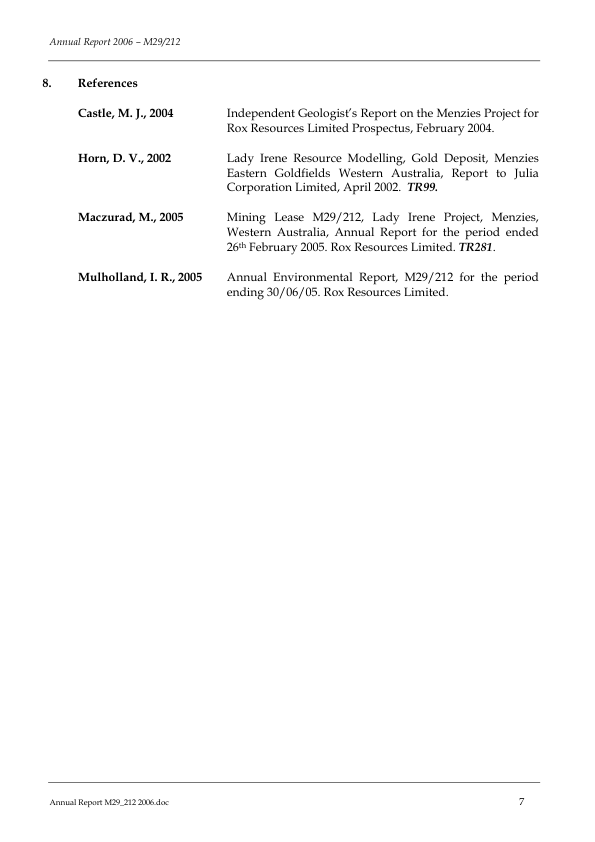 Annual Report 2006 – M29/212
8. References
Castle, M. J., 2004 Independent Geologist's Report on the Menzies Project for
Rox Resources Limited Prospectus, February 2004.
Horn, D. V., 2002 Lady Irene Resource Modelling, Gold Deposit, Menzies
Eastern Goldfields Western Australia, Report to Julia
Corporation Limited, April 2002. TR99.
Maczurad, M., 2005 Mining Lease M29/212, Lady Irene Project, Menzies,
Western Australia, Annual Report for the period ended
26th February 2005. Rox Resources Limited. TR281.
Mulholland, I. R., 2005 Annual Environmental Report, M29/212 for the period
ending 30/06/05. Rox Resources Limited.
Annual Report M29_212 2006.doc 7